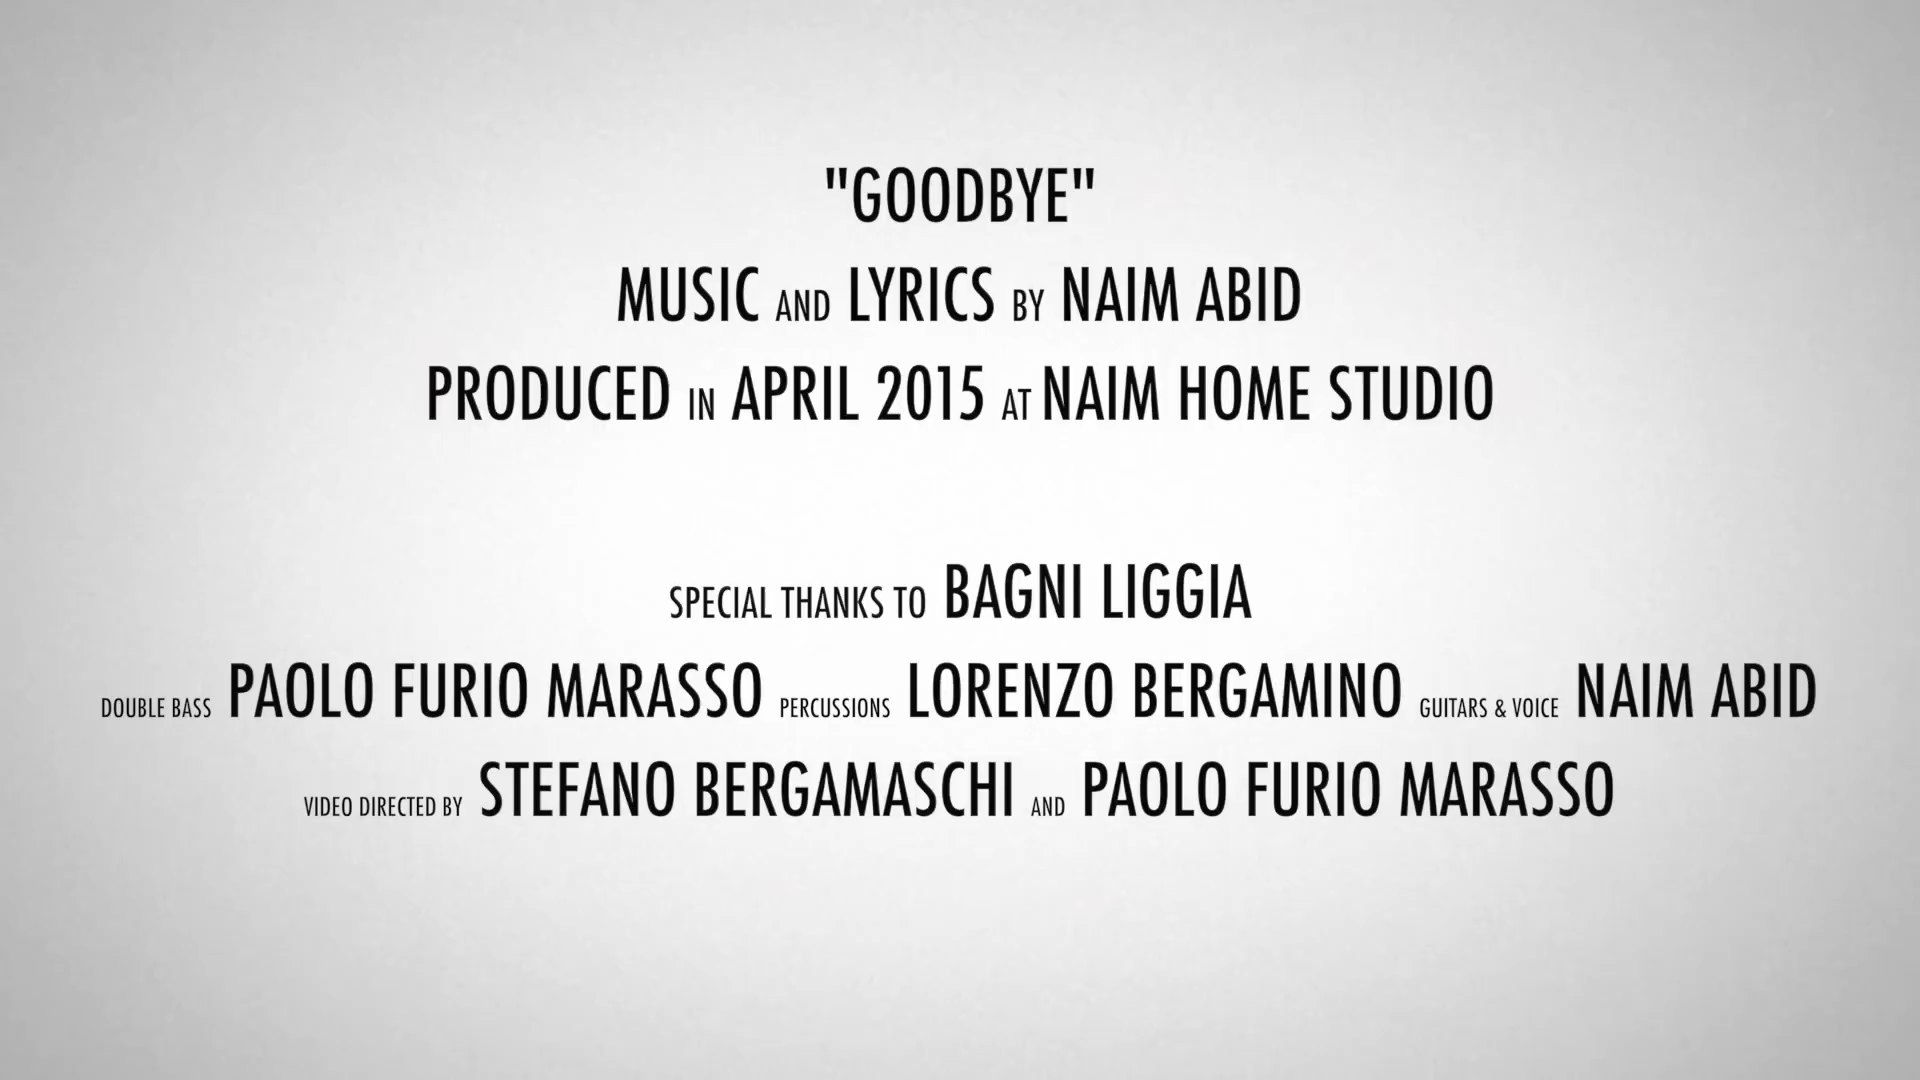 "GOODBYE"
MUSIC AND LYRICS BY NAIM ABID
PRODUCED IN APRIL 2015 AT NAIM HOME STUDIO
SPECIAL THANKS TO BAGNI LIGGIA
DOUBLE BASS PAOLO FURIO MARASSO PERCUSSIONS LORENZO BERGAMINO GUITARS & VOICE NAIM ABID
VIDEO DIRECTED BY STEFANO BERGAMASCHI AND PAOLO FURIO MARASSO